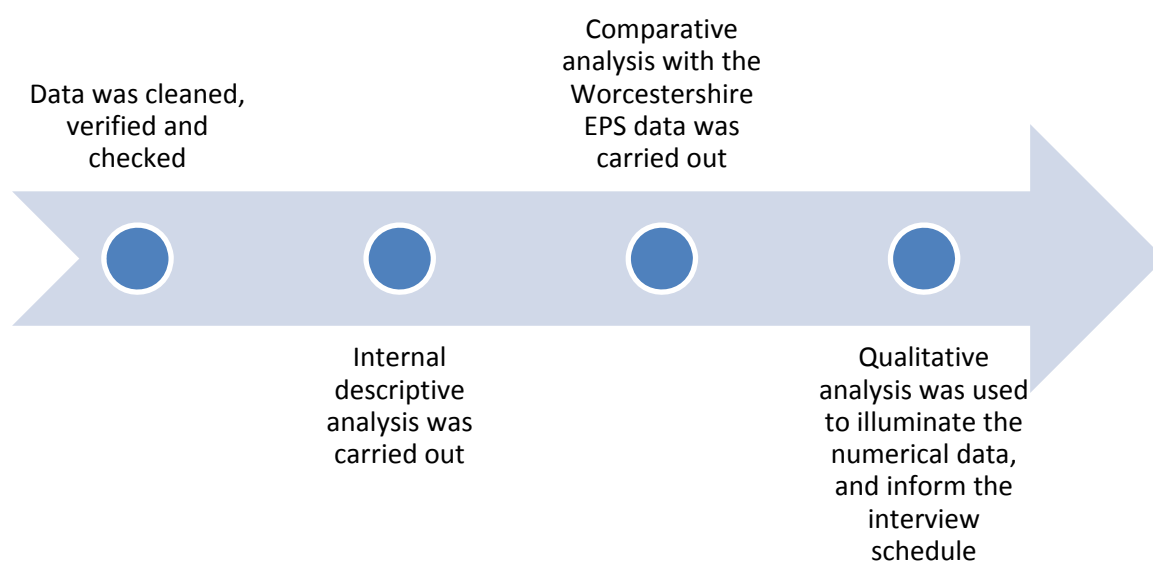 Data was cleaned,
verified and
checked
Internal
descriptive
analysis was
carried out
Comparative
analysis with the
Worcestershire
EPS data was
carried out
Qualitative
analysis was used
to illuminate the
numerical data,
and inform the
interview
schedule